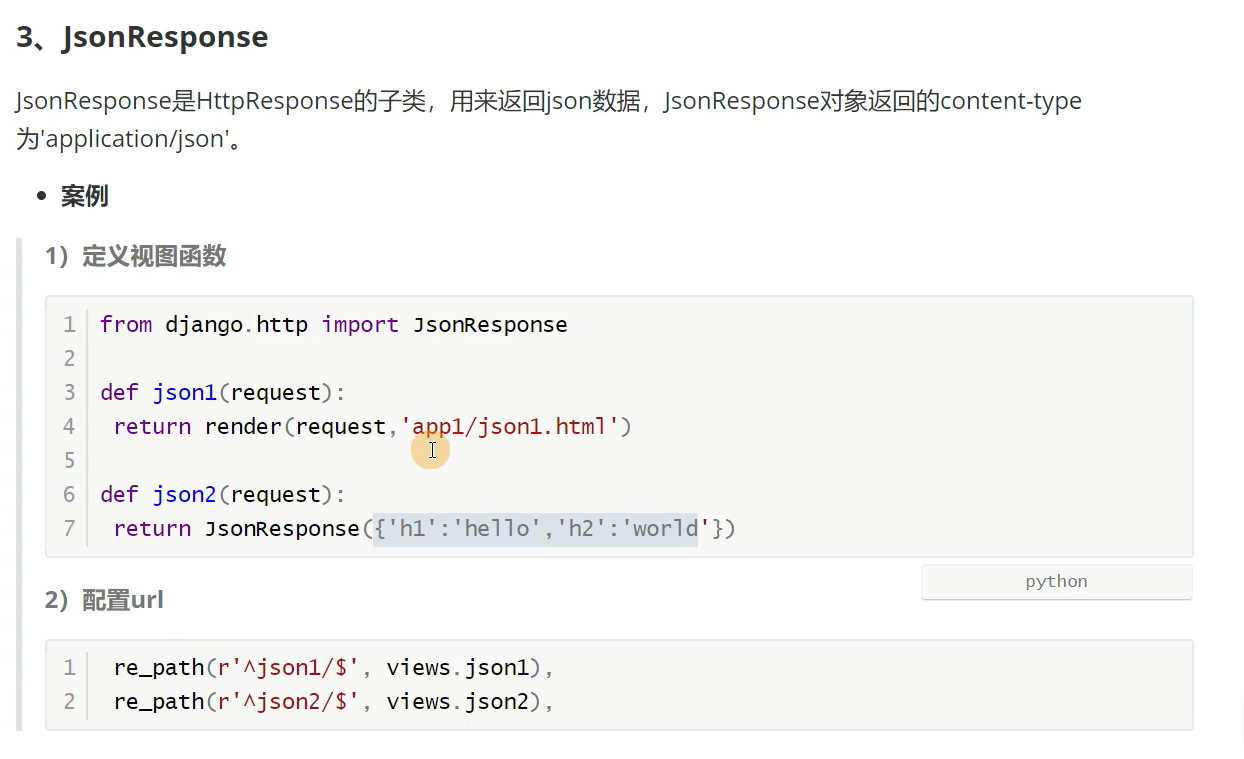 3、JsonResponse
JsonResponse是HttpResponse的子类，用来返回json数据，JsonResponse对象返回的content-type
为'application/json'。
案例
1）定义视图函数
1 from django.http import JsonResponse
2
3 def json1(request):
4  return render(request,'app1/json1.html')
5
6 def json2(request):
7  return JsonResponse({'h1':'hello','h2':'world'})
python
2）配置url
1  re_path(r'^json1/$', views.json1),
2  re_path(r'^json2/$', views.json2),